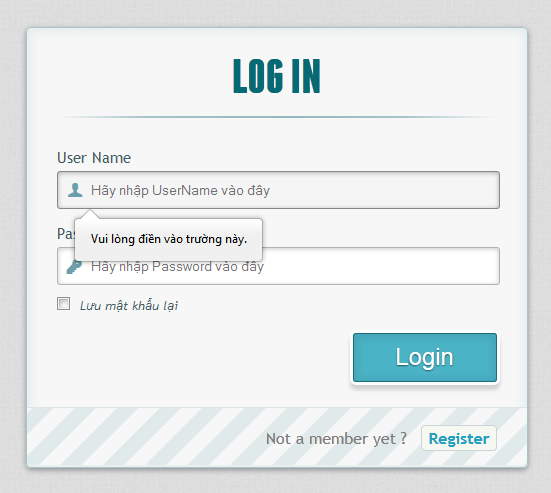 LOG IN
User Name
Hãy nhập UserName vào đây
Vui lòng điền vào trường này.
Hãy nhập Password vào đây
Lưu mật khẩu lại
Login
Not a member yet ? Register